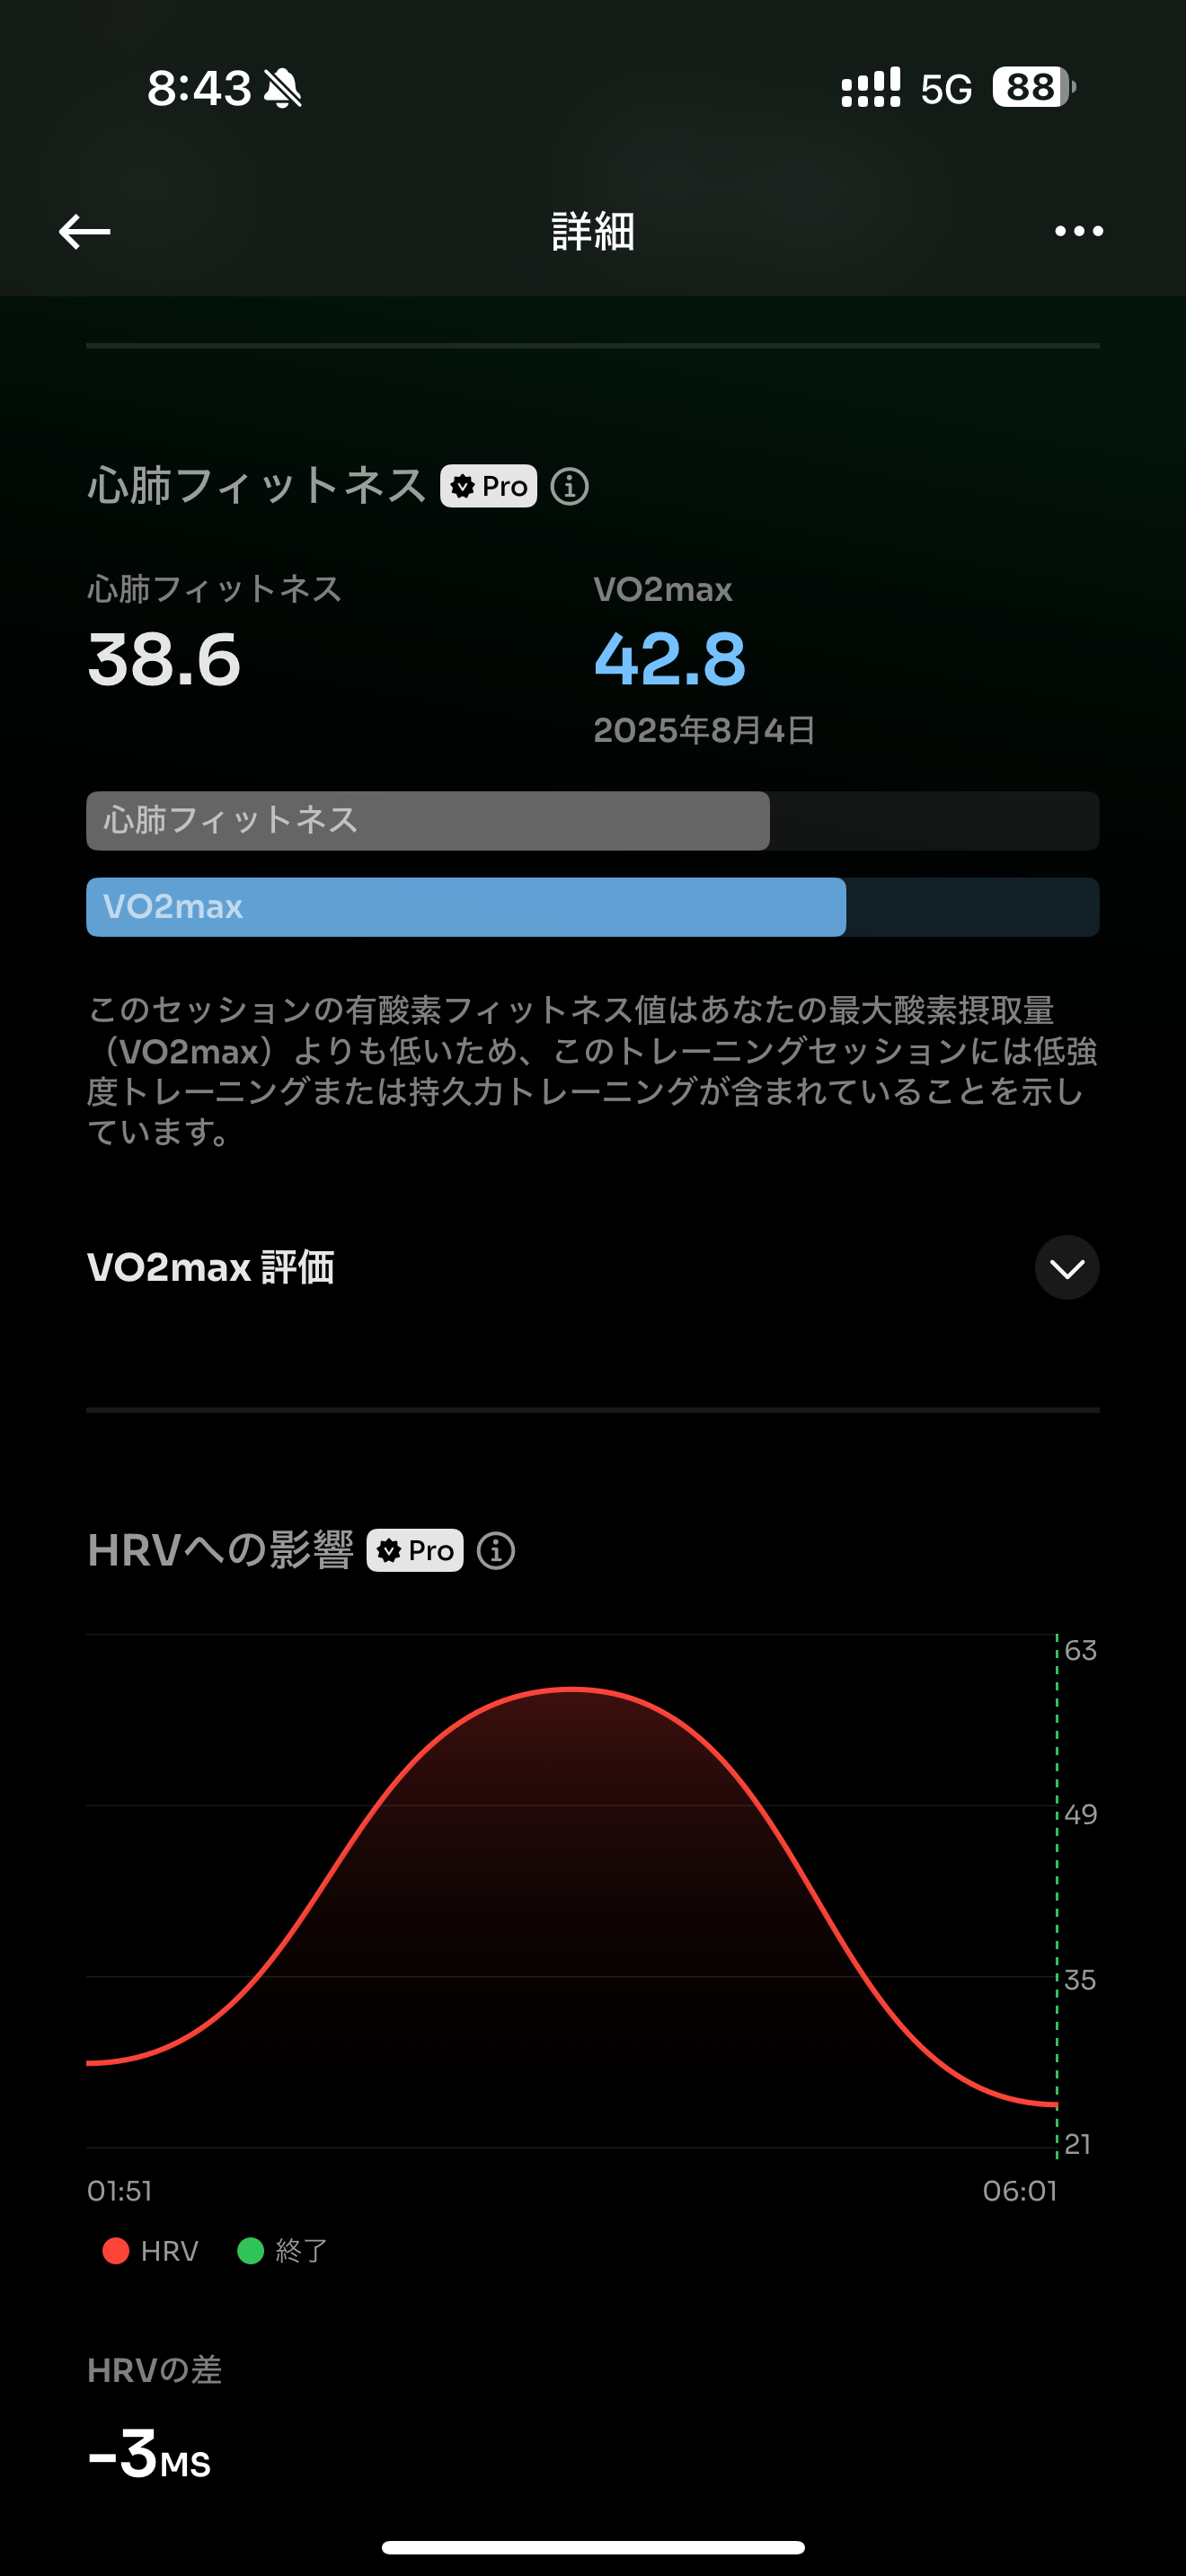 8:43
5G 88
詳細
心肺フィットネス Pro
心肺フィットネス VO2max
38.6 42.8
2025年8月4日
心肺フィットネス
VO2max
このセッションの有酸素フィットネス値はあなたの最大酸素摂取量
（VO2max）よりも低いため、このトレーニングセッションには低強
度トレーニングまたは持久力トレーニングが含まれていることを示し
ています。
VO2max 評価
HRVへの影響 Pro
63
49
35
21
01:51 06:01
HRV 終了
HRVの差
-3MS